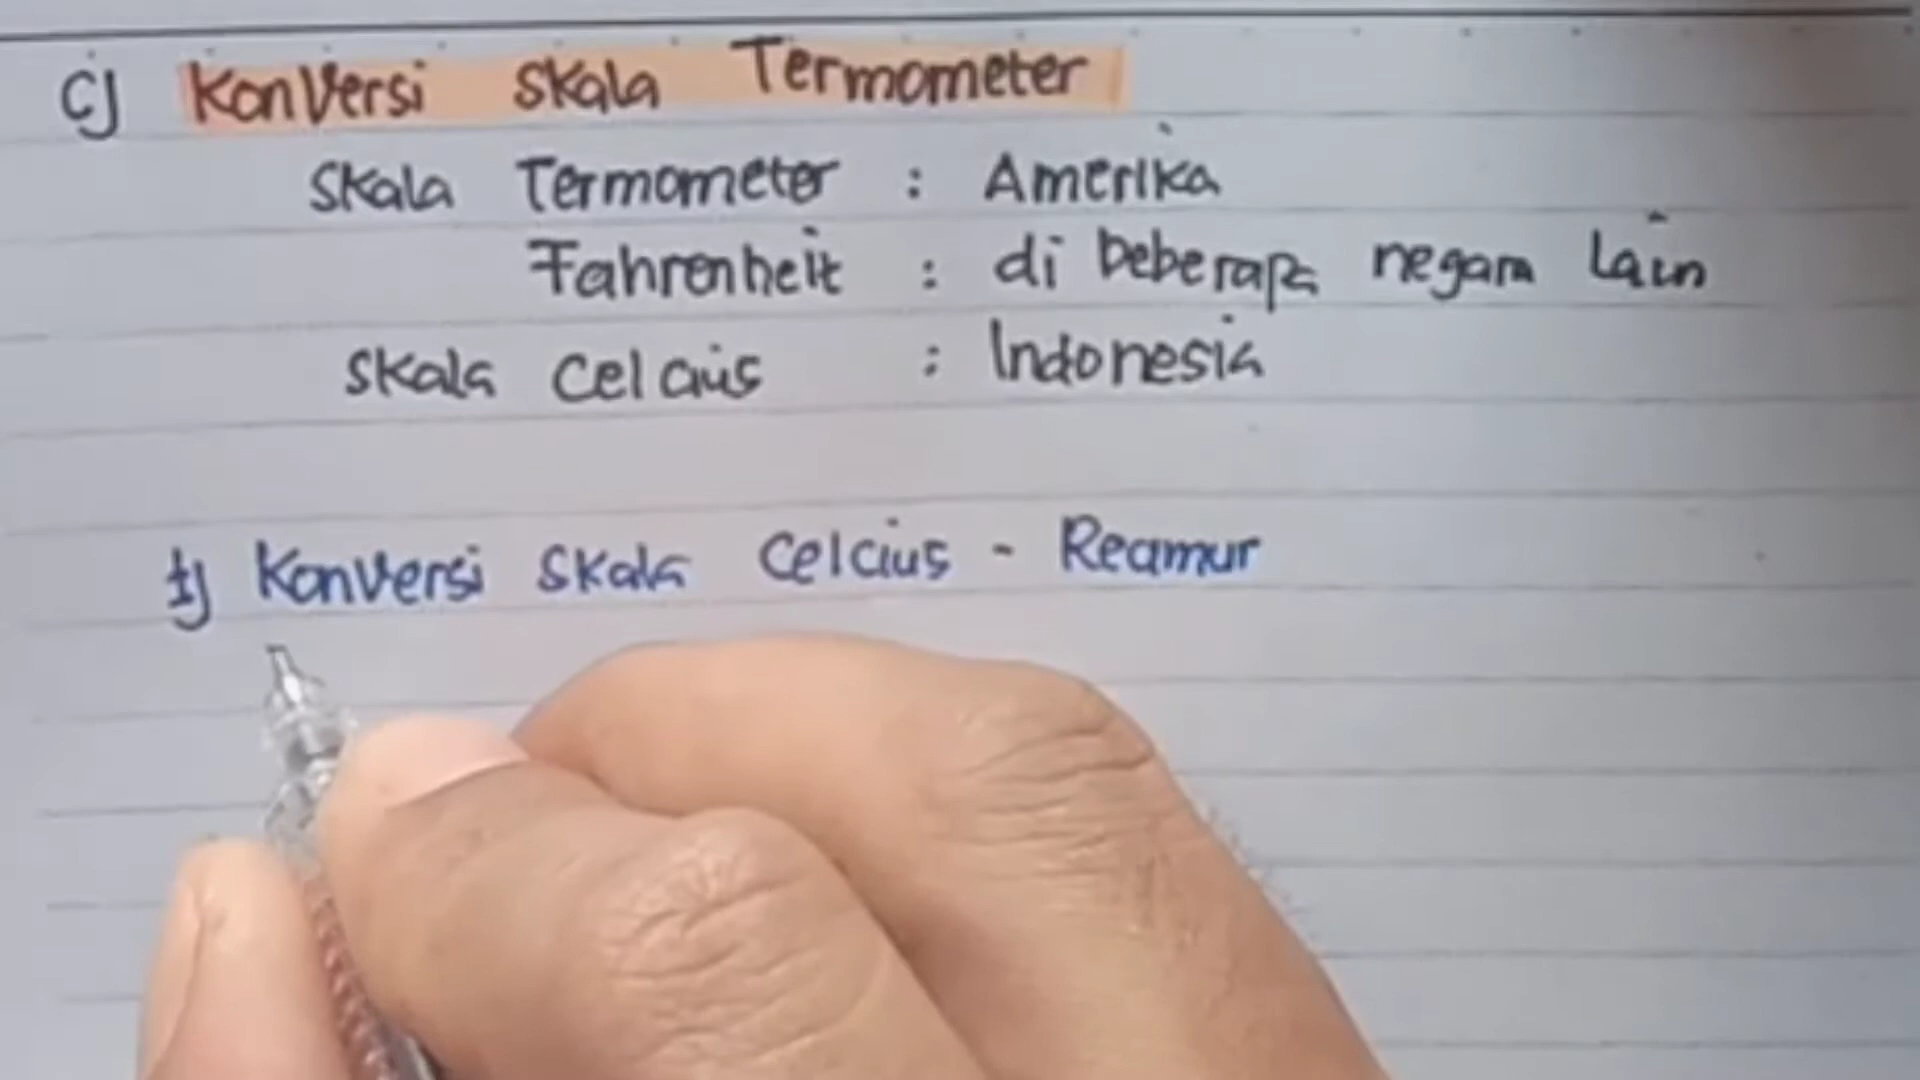 c) Konversi Skala Termometer
Skala Termometer : Amerika
Fahrenheit : di beberapa negara lain
Skala Celcius : Indonesia
1) Konversi Skala Celcius - Reamur